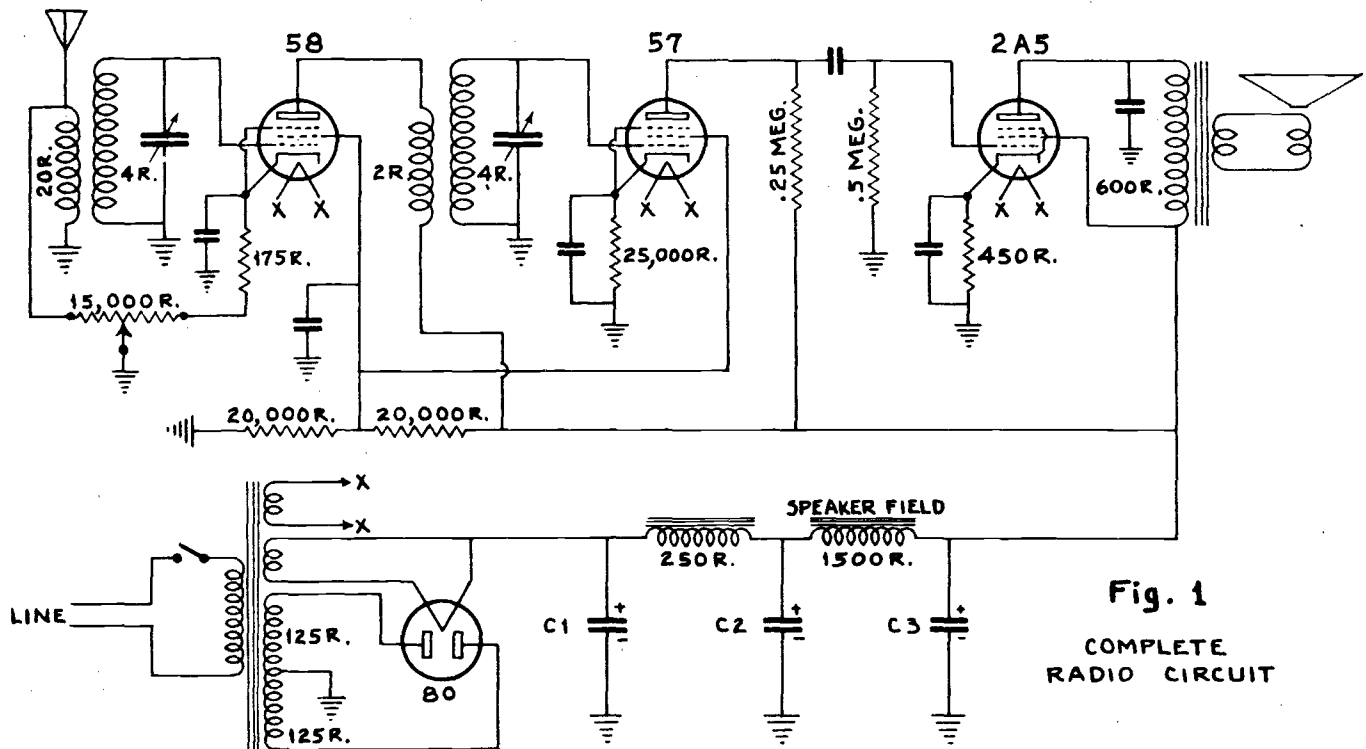 58
57
2A5
20R.
4R.
2R.
4R.
.25 MEG.
.5 MEG.
600R.
175R.
25,000R.
450R.
X X
X X
X X
15,000R.
20,000R.
20,000R.
X
X
SPEAKER FIELD
250R.
1500R.
LINE
125R.
80
125R.
C1
+
-
C2
+
-
C3
+
-
Fig. 1
COMPLETE
RADIO CIRCUIT